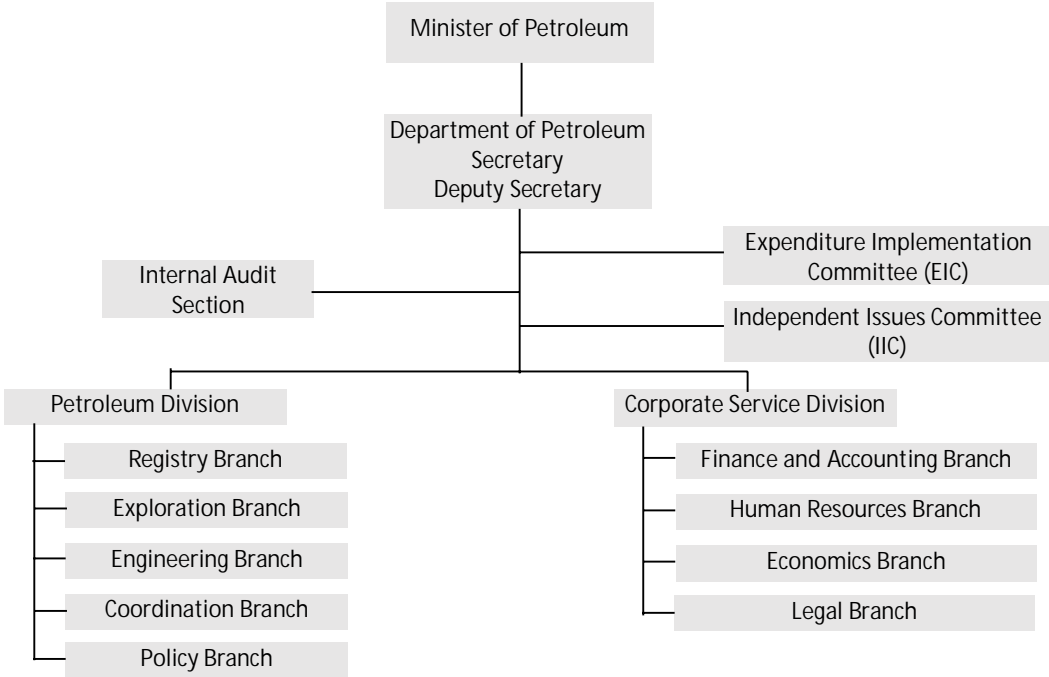 Minister of Petroleum
Department of Petroleum
Secretary
Deputy Secretary
Expenditure Implementation
Committee (EIC)
Internal Audit
Section
Independent Issues Committee
(IIC)
Petroleum Division
Registry Branch
Exploration Branch
Engineering Branch
Coordination Branch
Policy Branch
Corporate Service Division
Finance and Accounting Branch
Human Resources Branch
Economics Branch
Legal Branch